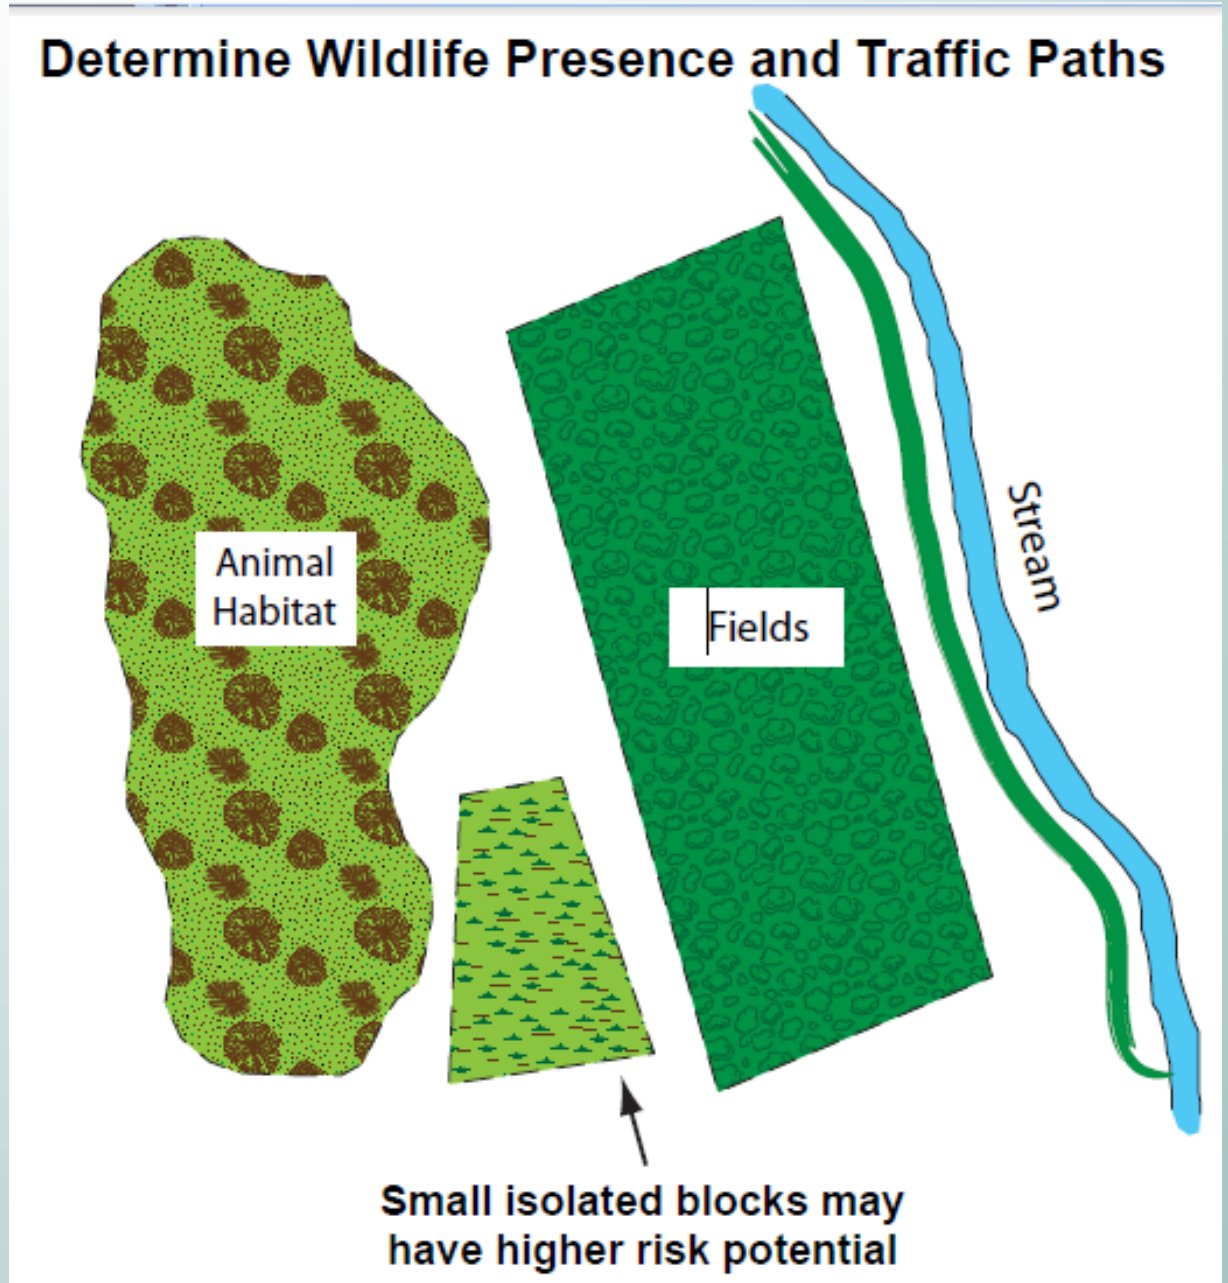 Determine Wildlife Presence and Traffic Paths
Animal
Habitat
Fields
Stream
Small isolated blocks may
have higher risk potential